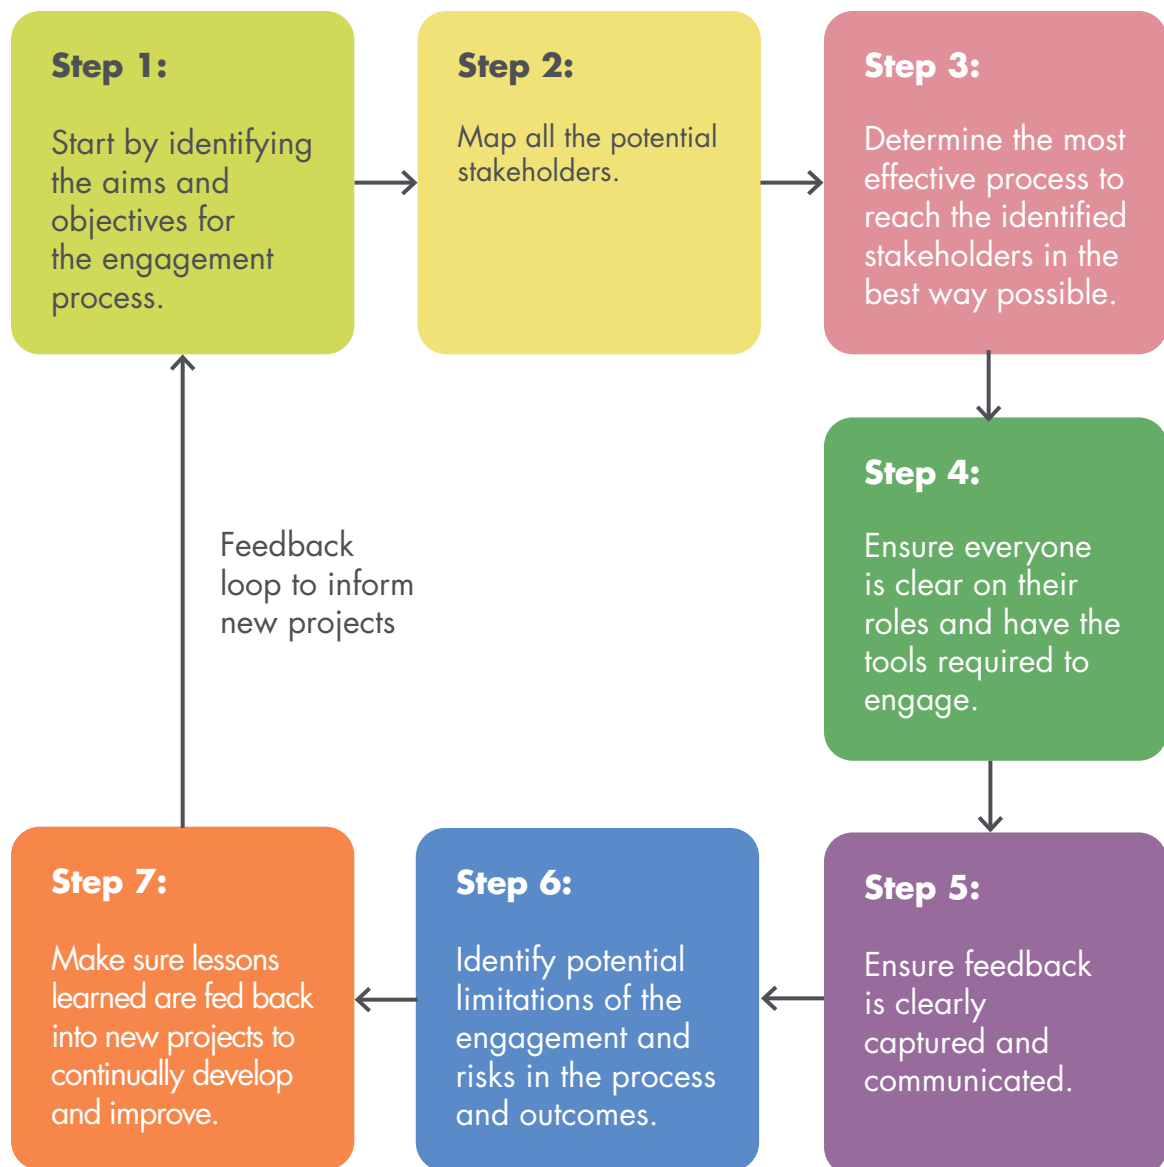 Step 1:
Start by identifying
the aims and
objectives for
the engagement
process.
Step 2:
Map all the potential
stakeholders.
Step 3:
Determine the most
effective process to
reach the identified
stakeholders in the
best way possible.
Step 4:
Ensure everyone
is clear on their
roles and have the
tools required to
engage.
Step 5:
Ensure feedback
is clearly
captured and
communicated.
Step 6:
Identify potential
limitations of the
engagement and
risks in the process
and outcomes.
Step 7:
Make sure lessons
learned are fed back
into new projects to
continually develop
and improve.
Feedback
loop to inform
new projects